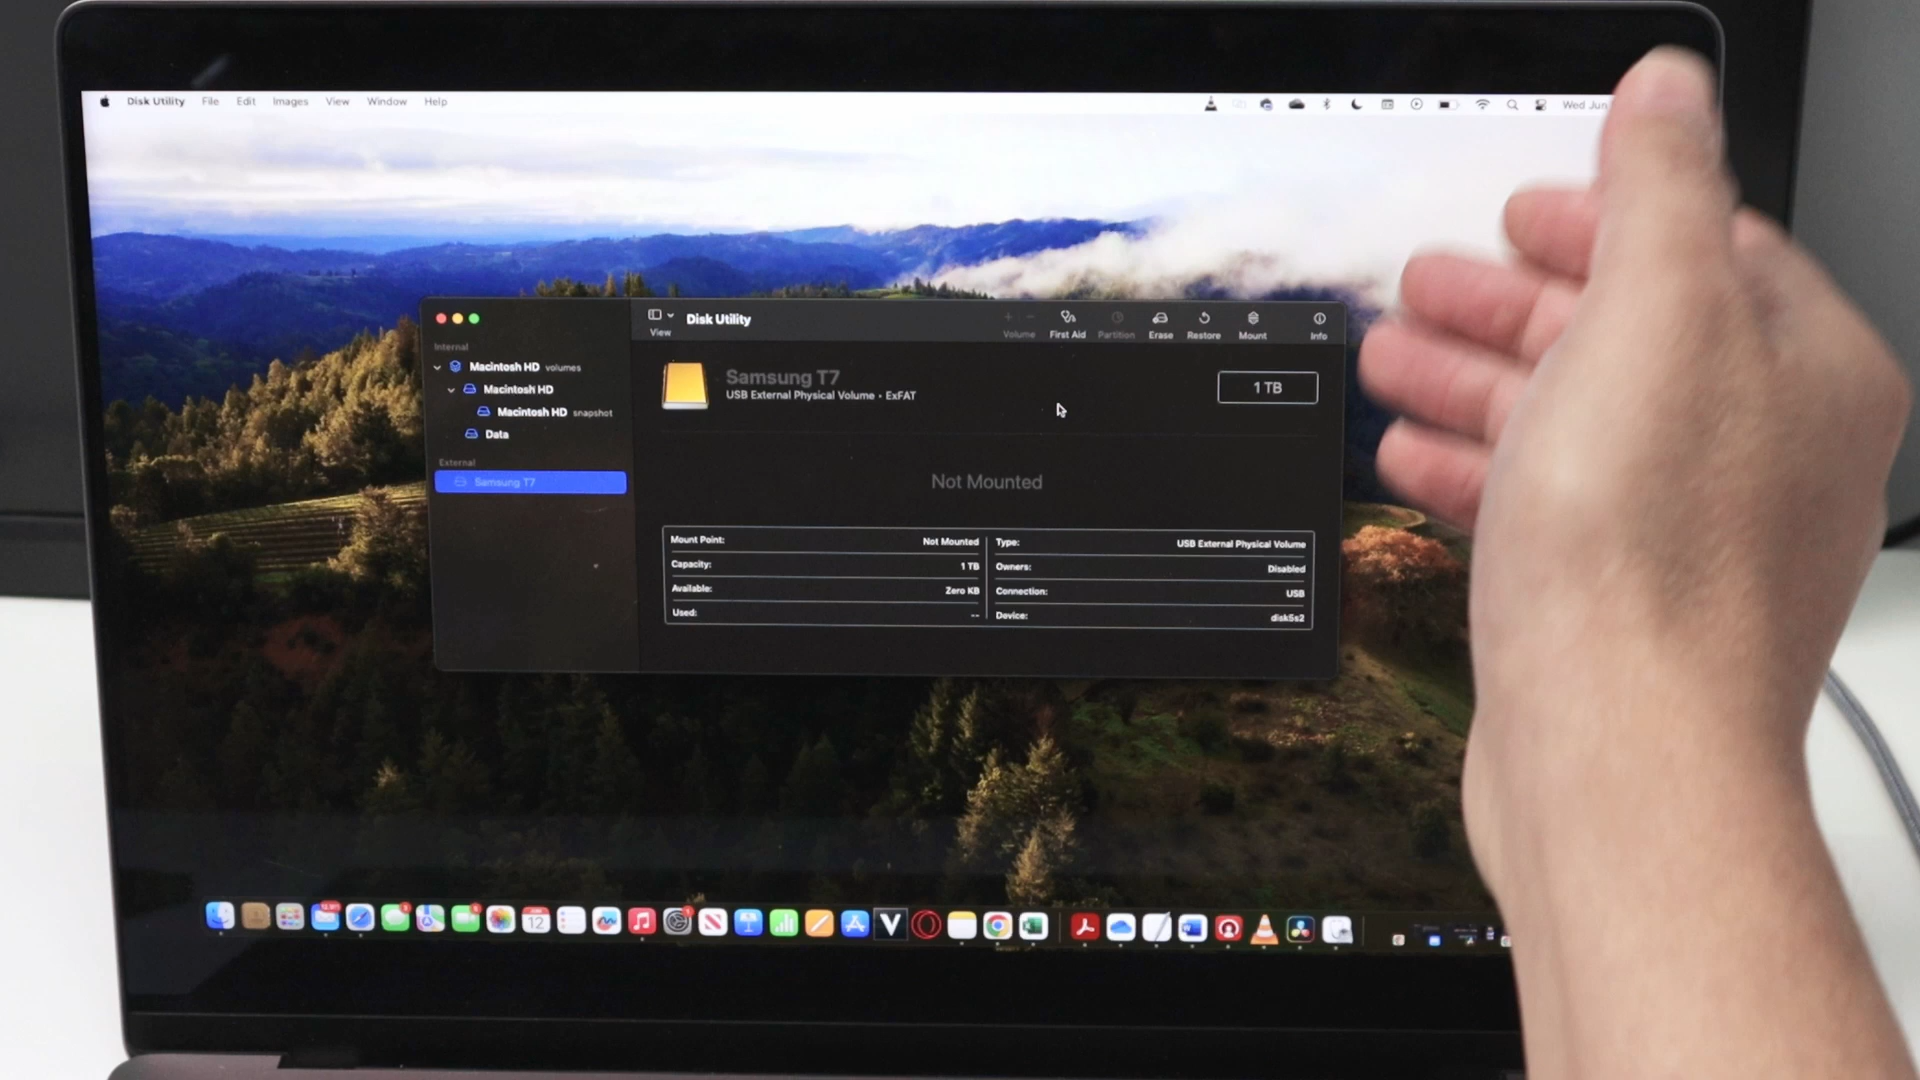 Disk Utility File Edit Images View Window Help
Wed Jun
Disk Utility
View
Volume First Aid Partition Erase Restore Mount Info
Internal
Macintosh HD volumes
Macintosh HD
Macintosh HD snapshot
Data
External
Samsung T7
Samsung T7
USB External Physical Volume • ExFAT
1 TB
Not Mounted
Mount Point: Not Mounted
Capacity: 1 TB
Available: Zero KB
Used: --
Type: USB External Physical Volume
Owners: Disabled
Connection: USB
Device: disk5s2
12